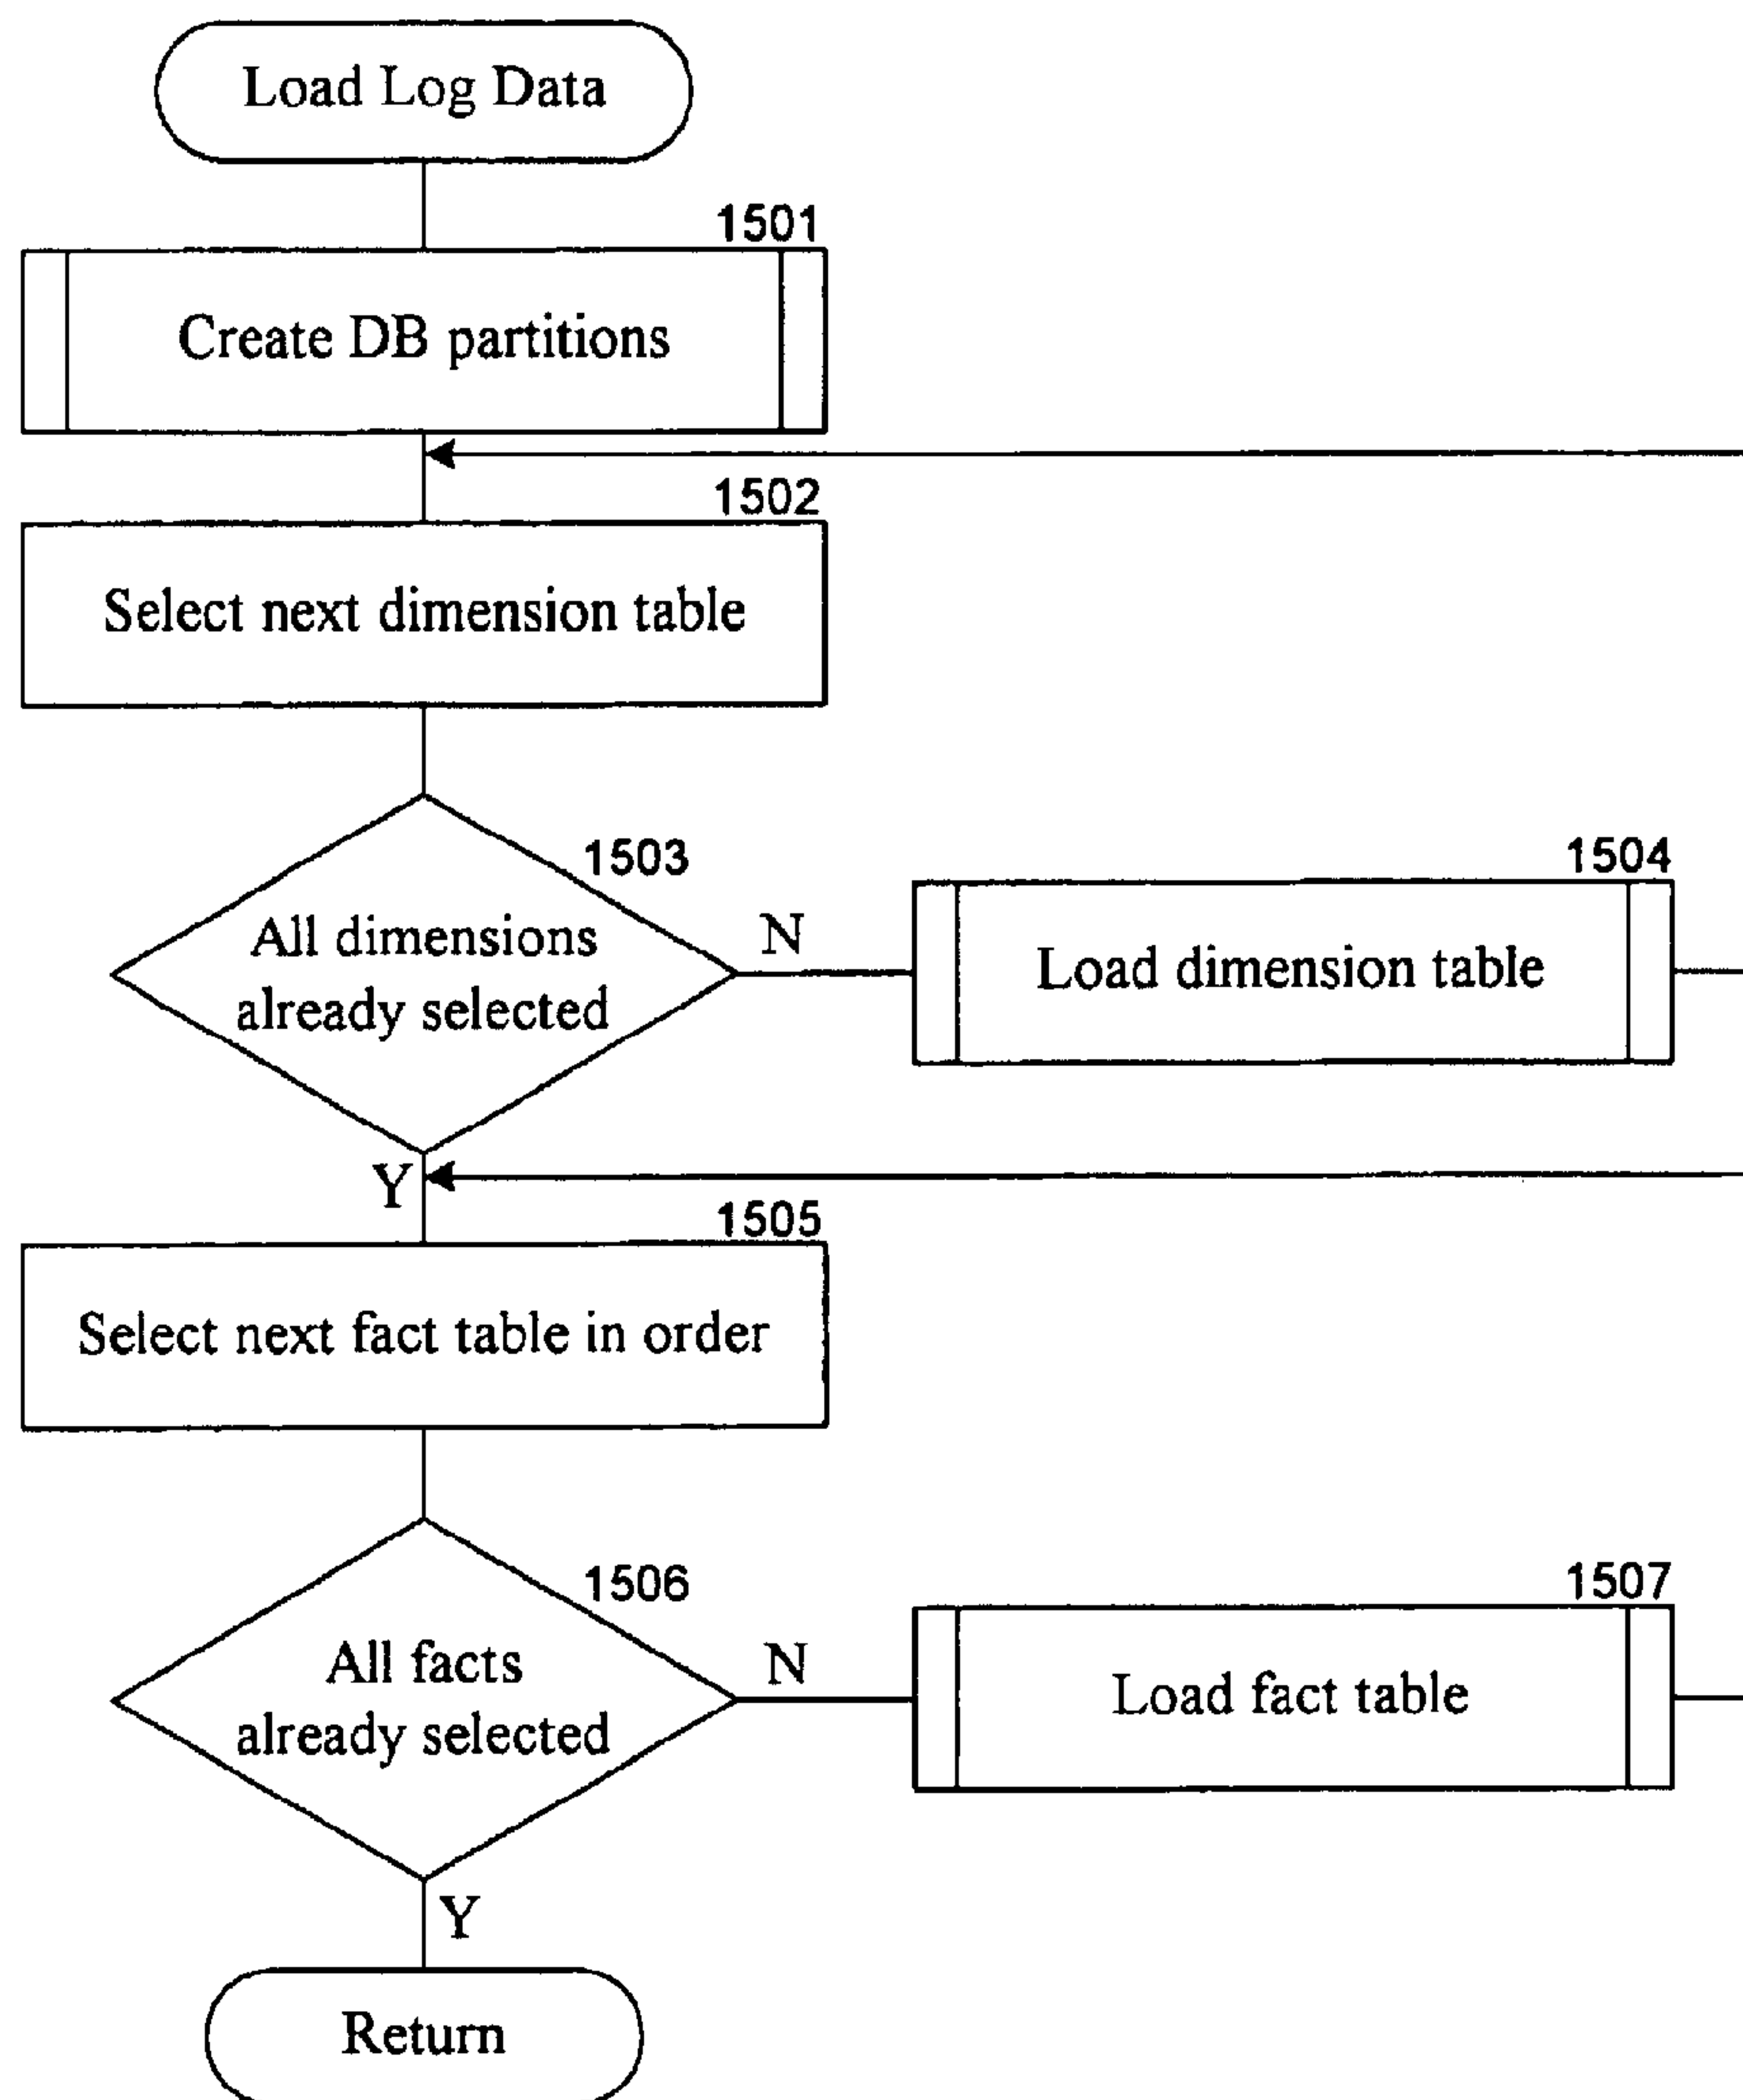 Load Log Data
1501
Create DB partitions
1502
Select next dimension table
1503
All dimensions
already selected
N
1504
Load dimension table
Y
1505
Select next fact table in order
1506
All facts
already selected
N
1507
Load fact table
Y
Return